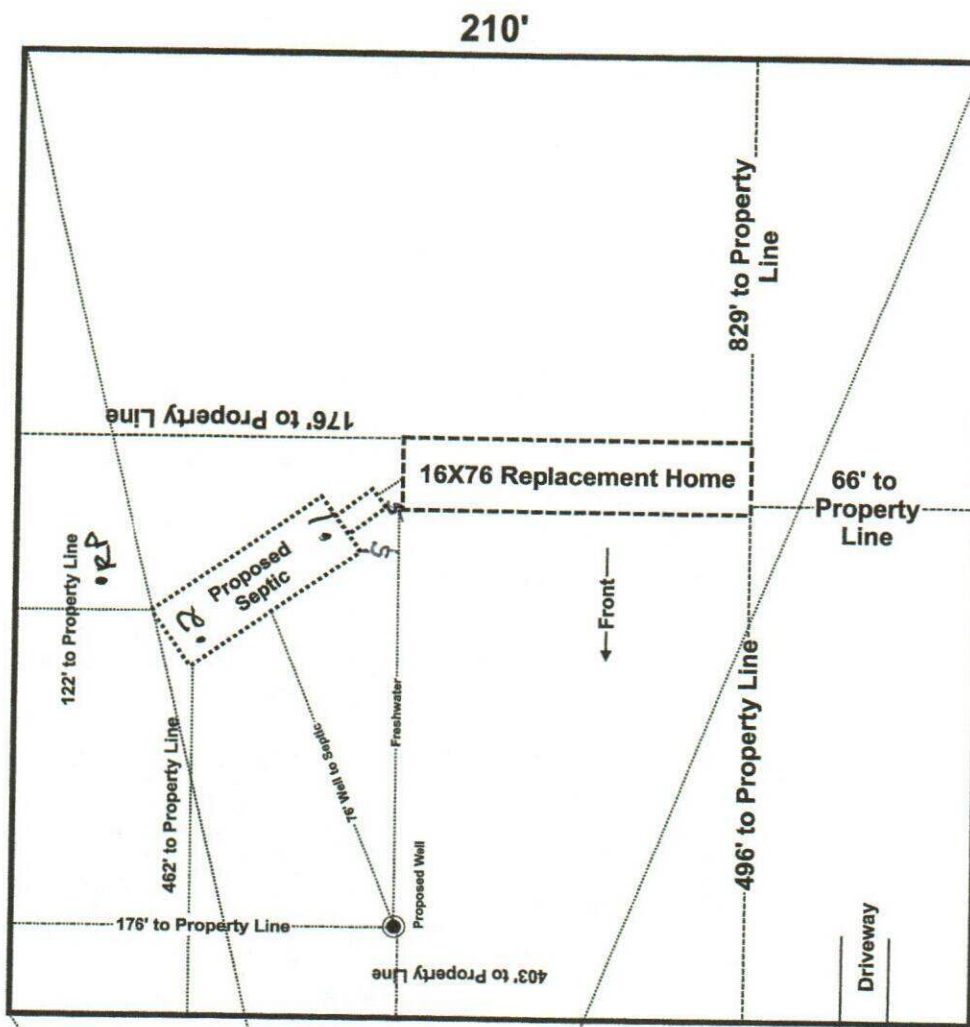 210'
829' to Property
Line
176' to Property Line
16X76 Replacement Home
66' to
Property
Line
122' to Property Line
.RP
1
Proposed
Septic
2
5
5
Front
462' to Property Line
76' Well to Septic
Freshwater
496' to Property Line
Proposed Well
176' to Property Line
403' to Property Line
Driveway